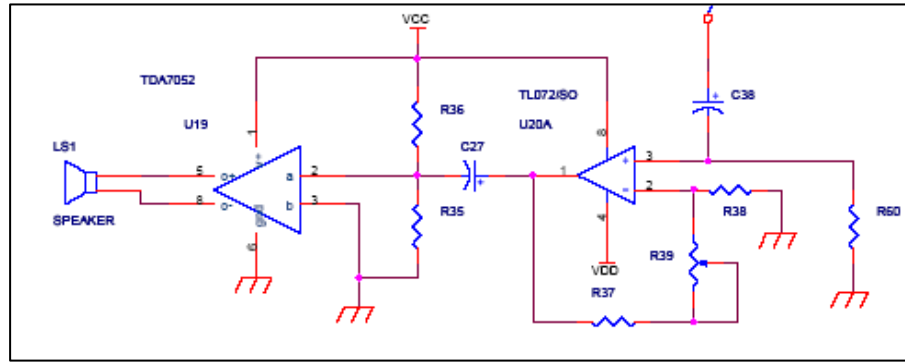 VCC
TDA7052
TL072/SO
C38
U19
U20A
R36
LS1
C27
1
8
5
o+
V+
2
a
1
+
3
8
o-
b
3
-
2
SPEAKER
R35
4
R38
R60
gnd
6
VDD
R39
R37